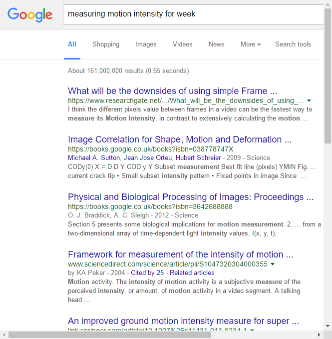 Google
measuring motion intensity for week
All Shopping Images Videos News More Search tools
About 161,000,000 results (0.65 seconds)
What will be the downsides of using simple Frame ...
https://www.researchgate.net/.../What_will_be_the_downsides_of_using_...
I think the different pixels value between frames in a video can be the fastest way to
measure its Motion Intensity, in contrast to extensively calculating the motion ...
Image Correlation for Shape, Motion and Deformation ...
https://books.google.co.uk/books?isbn=038778747X
Michael A. Sutton, Jean Jose Orteu, Hubert Schreier - 2009 - Science
CODy(0) X = D D Y CODy Y Subset measurement Best fit line (pixels) YMIN Fig. ...
current crack tip • Small subset intensity pattern • Fixed points in image Since ...
Physical and Biological Processing of Images: Proceedings ...
https://books.google.co.uk/books?isbn=3642688888
O. J. Braddick, A. C. Sleigh - 2012 - Science
Section 5 presents some biological implications for motion measurement. 2. ... from a
two-dimensional array of time-dependent light intensity values, I(x, y, t).
Framework for measurement of the intensity of motion ...
www.sciencedirect.com/science/article/pii/S1047320304000355
by KA Peker - 2004 - Cited by 25 - Related articles
Motion activity. The intensity of motion activity is a subjective measure of the
perceived intensity, or amount, of motion activity in a video segment. A talking
head ...
An improved ground motion intensity measure for super ...